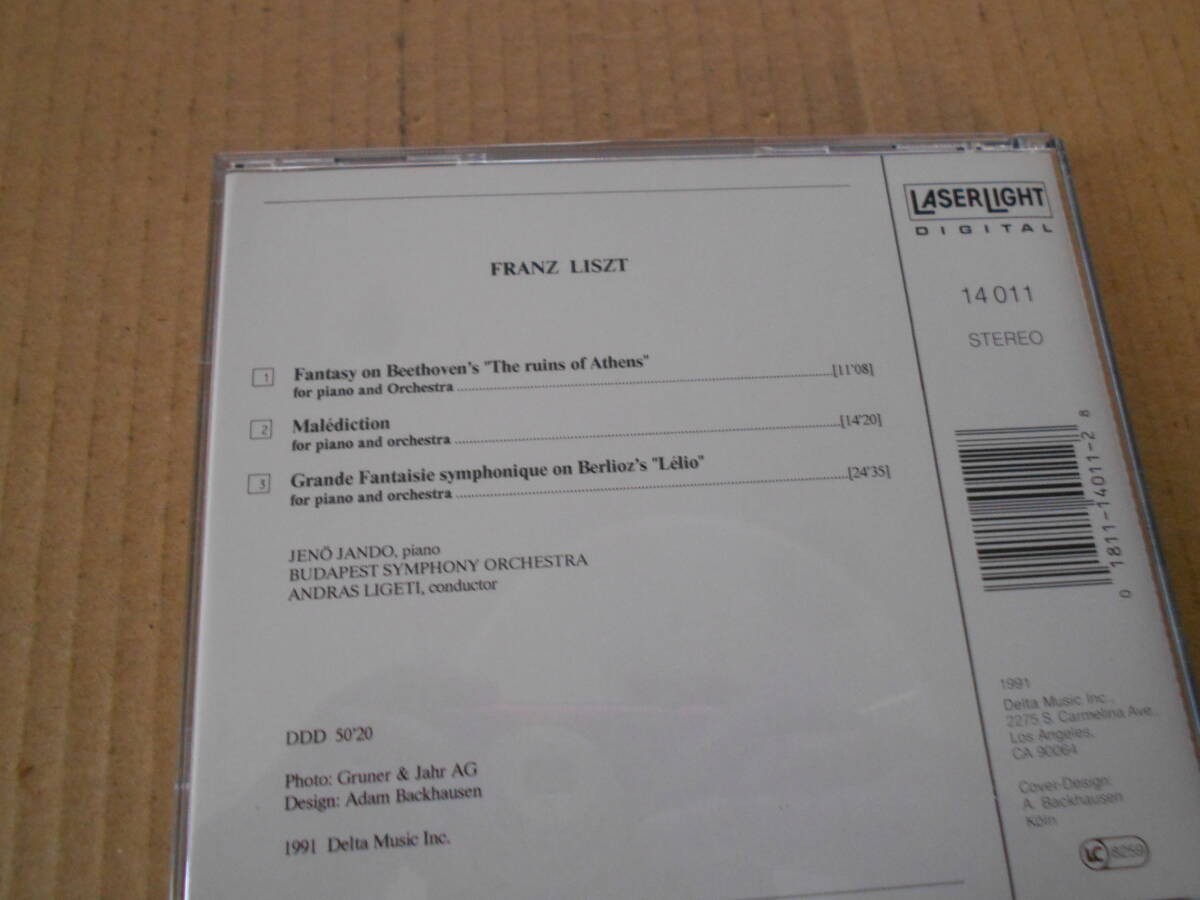 FRANZ LISZT
1 Fantasy on Beethoven's "The ruins of Athens"
for piano and Orchestra ........ [11'08]
2 Malédiction
for piano and orchestra ........ [14'20]
3 Grande Fantaisie symphonique on Berlioz's "Lélio"
for piano and orchestra ........ [24'35]
JENÖ JANDO, piano
BUDAPEST SYMPHONY ORCHESTRA
ANDRAS LIGETI, conductor
DDD 50'20
Photo: Gruner & Jahr AG
Design: Adam Backhausen
1991 Delta Music Inc.
LASERLIGHT
DIGITAL
14 011
STEREO
0 1811-14011-2 8
1991
Delta Music Inc.,
2275 S. Carmelina Ave.,
Los Angeles,
CA 90064
Cover-Design:
A. Backhausen
Köln
LC 8259